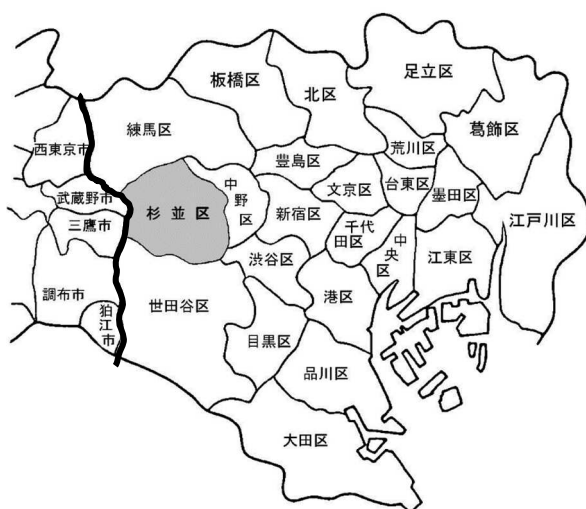 足立区
板橋区
北区
葛飾区
練馬区
荒川区
西東京市
豊島区
文京区
台東区
墨田区
中野区
武蔵野市
杉並区
新宿区
千代
田区
江戸川区
三鷹市
中央区
江東区
渋谷区
調布市
世田谷区
港区
狛江市
目黒区
品川区
大田区